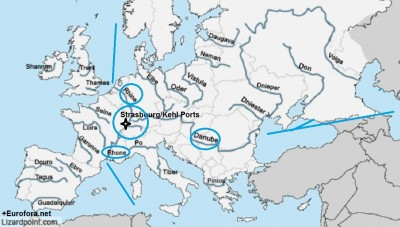 Daugava
Neman
Volga
Don
Dnieper
Dniester
Shannon
Trent
Thames
Elbe
Oder
Vistula
Rhine
Seine
Strasbourg/Kehl Ports
Loire
Garonne
Danube
Rhone
Po
Douro
Ebro
Tagus
Guadalquivir
Tiber
Pinios
+Eurofora.net
Lizardpoint.com